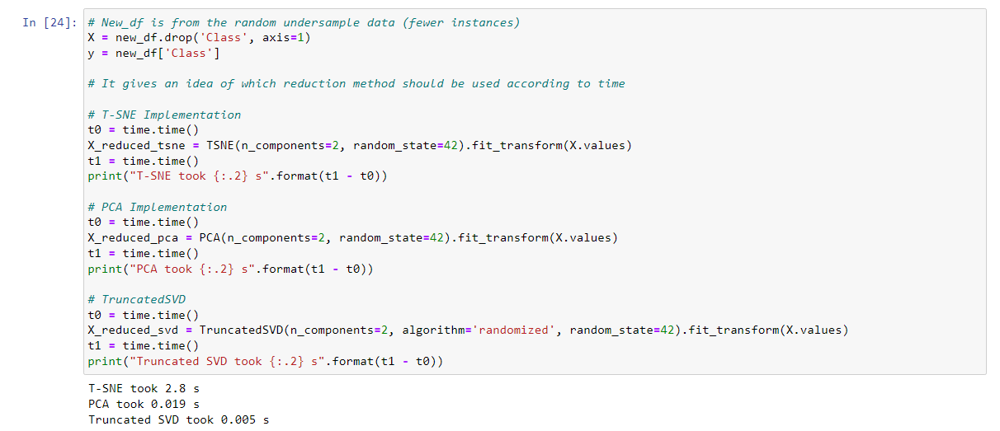 In [24]: # New_df is from the random undersample data (fewer instances)
X = new_df.drop('Class', axis=1)
y = new_df['Class']
# It gives an idea of which reduction method should be used according to time
# T-SNE Implementation
t0 = time.time()
X_reduced_tsne = TSNE(n_components=2, random_state=42).fit_transform(X.values)
t1 = time.time()
print("T-SNE took {:.2} s".format(t1 - t0))
# PCA Implementation
t0 = time.time()
X_reduced_pca = PCA(n_components=2, random_state=42).fit_transform(X.values)
t1 = time.time()
print("PCA took {:.2} s".format(t1 - t0))
# TruncatedSVD
t0 = time.time()
X_reduced_svd = TruncatedSVD(n_components=2, algorithm='randomized', random_state=42).fit_transform(X.values)
t1 = time.time()
print("Truncated SVD took {:.2} s".format(t1 - t0))
T-SNE took 2.8 s
PCA took 0.019 s
Truncated SVD took 0.005 s